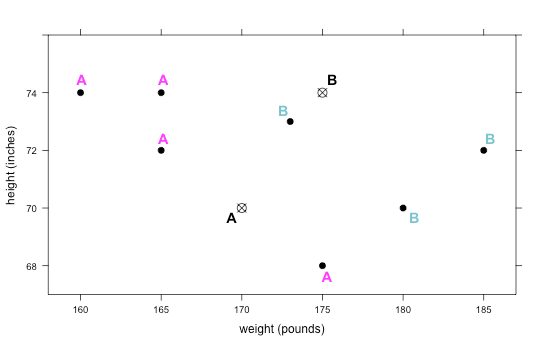 A A B
74
B
A B
72
height (inches)
70
A B
68
A
160 165 170 175 180 185
weight (pounds)